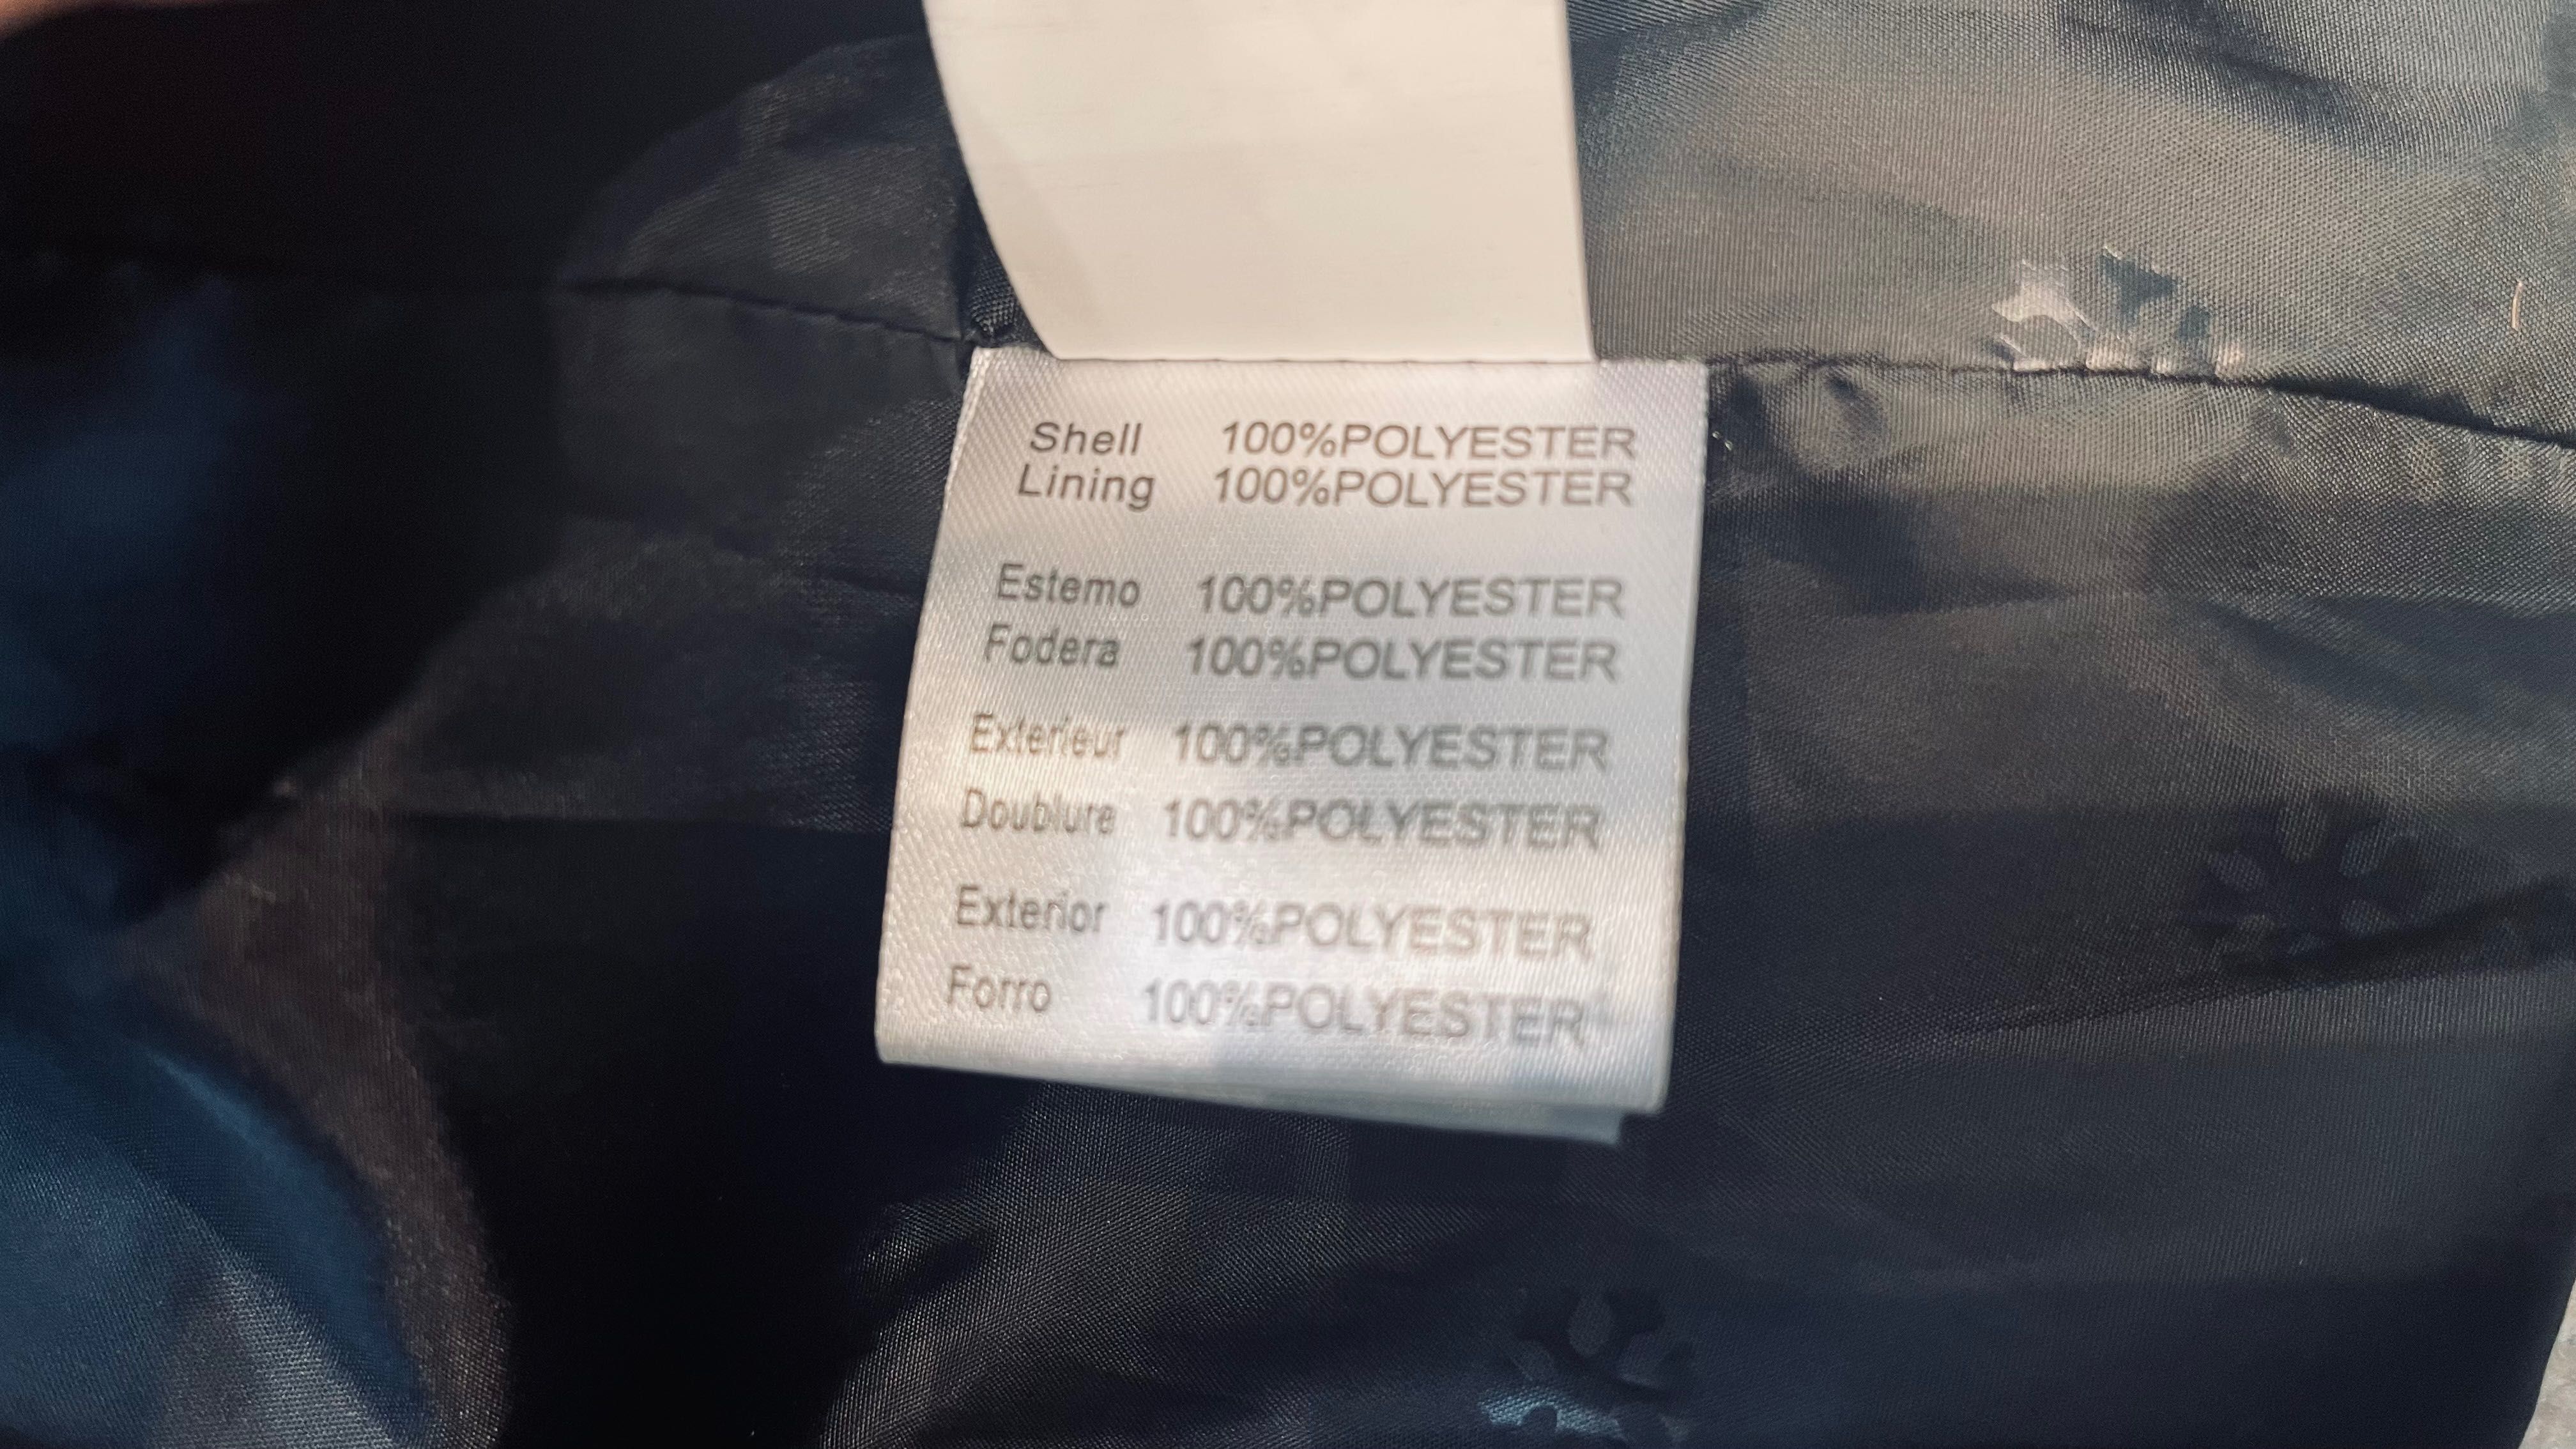 Shell 100%POLYESTER
Lining 100%POLYESTER
Estemo 100%POLYESTER
Fodera 100%POLYESTER
Exterieur 100%POLYESTER
Doublure 100%POLYESTER
Exterior 100%POLYESTER
Forro 100%POLYESTER